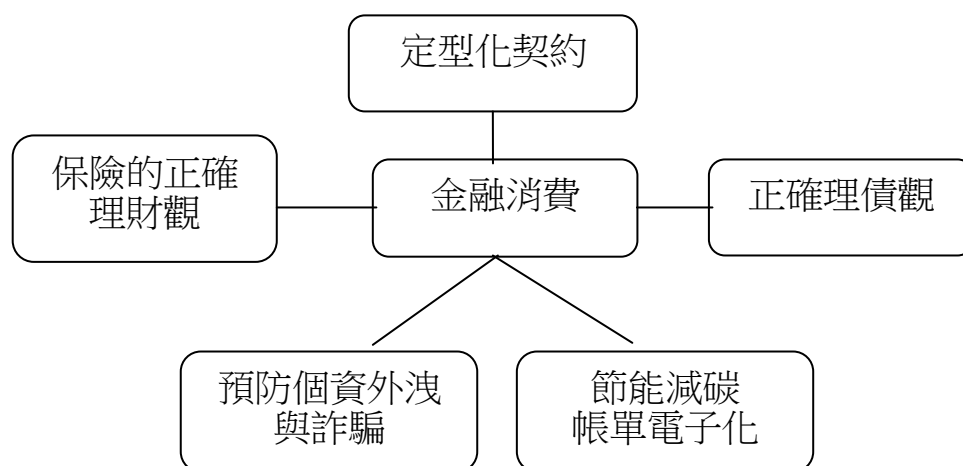 定型化契約
保險的正確
理財觀
金融消費
正確理債觀
預防個資外洩
與詐騙
節能減碳
帳單電子化